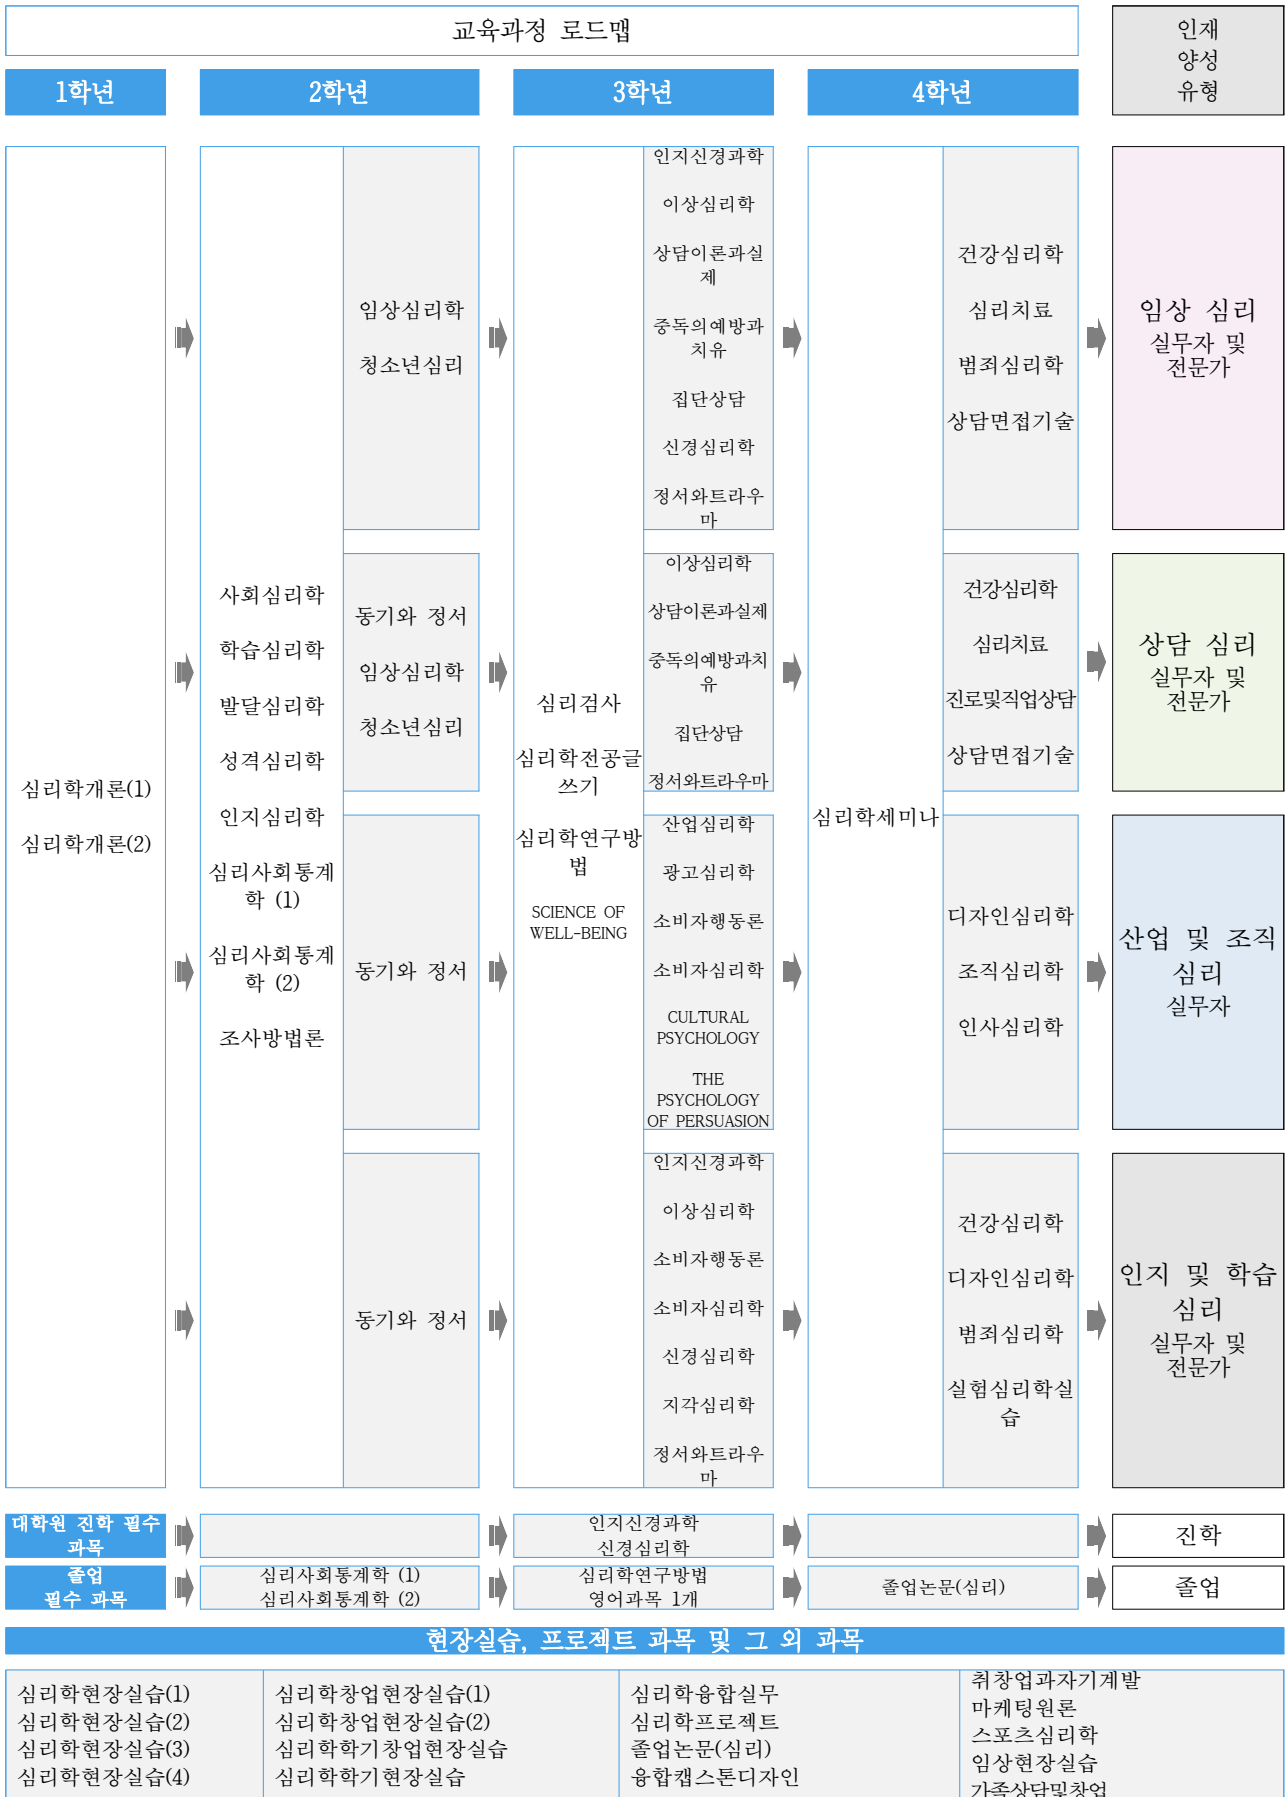 교육과정 로드맵
인재
양성
유형
1학년
2학년
3학년
4학년
심리학개론(1)
심리학개론(2)
사회심리학
학습심리학
발달심리학
성격심리학
인지심리학
심리사회통계
학 (1)
심리사회통계
학 (2)
조사방법론
임상심리학
청소년심리
동기와 정서
임상심리학
청소년심리
동기와 정서
동기와 정서
심리검사
심리학전공글
쓰기
심리학연구방
법
SCIENCE OF
WELL-BEING
인지신경과학
이상심리학
상담이론과실
제
중독의예방과
치유
집단상담
신경심리학
정서와트라우
마
이상심리학
상담이론과실제
중독의예방과치
유
집단상담
정서와트라우마
산업심리학
광고심리학
소비자행동론
소비자심리학
CULTURAL
PSYCHOLOGY
THE
PSYCHOLOGY
OF PERSUASION
인지신경과학
이상심리학
소비자행동론
소비자심리학
신경심리학
지각심리학
정서와트라우
마
심리학세미나
건강심리학
심리치료
범죄심리학
상담면접기술
건강심리학
심리치료
진로및직업상담
상담면접기술
디자인심리학
조직심리학
인사심리학
건강심리학
디자인심리학
범죄심리학
실험심리학실
습
임상 심리
실무자 및
전문가
상담 심리
실무자 및
전문가
산업 및 조직
심리
실무자
인지 및 학습
심리
실무자 및
전문가
대학원 진학 필수
과목
인지신경과학
신경심리학
진학
졸업
필수 과목
심리사회통계학 (1)
심리사회통계학 (2)
심리학연구방법
영어과목 1개
졸업논문(심리)
졸업
현장실습, 프로젝트 과목 및 그 외 과목
심리학현장실습(1)
심리학현장실습(2)
심리학현장실습(3)
심리학현장실습(4)
심리학창업현장실습(1)
심리학창업현장실습(2)
심리학학기창업현장실습
심리학학기현장실습
심리학융합실무
심리학프로젝트
졸업논문(심리)
융합캡스톤디자인
취창업과자기계발
마케팅원론
스포츠심리학
임상현장실습
가족상담및창업